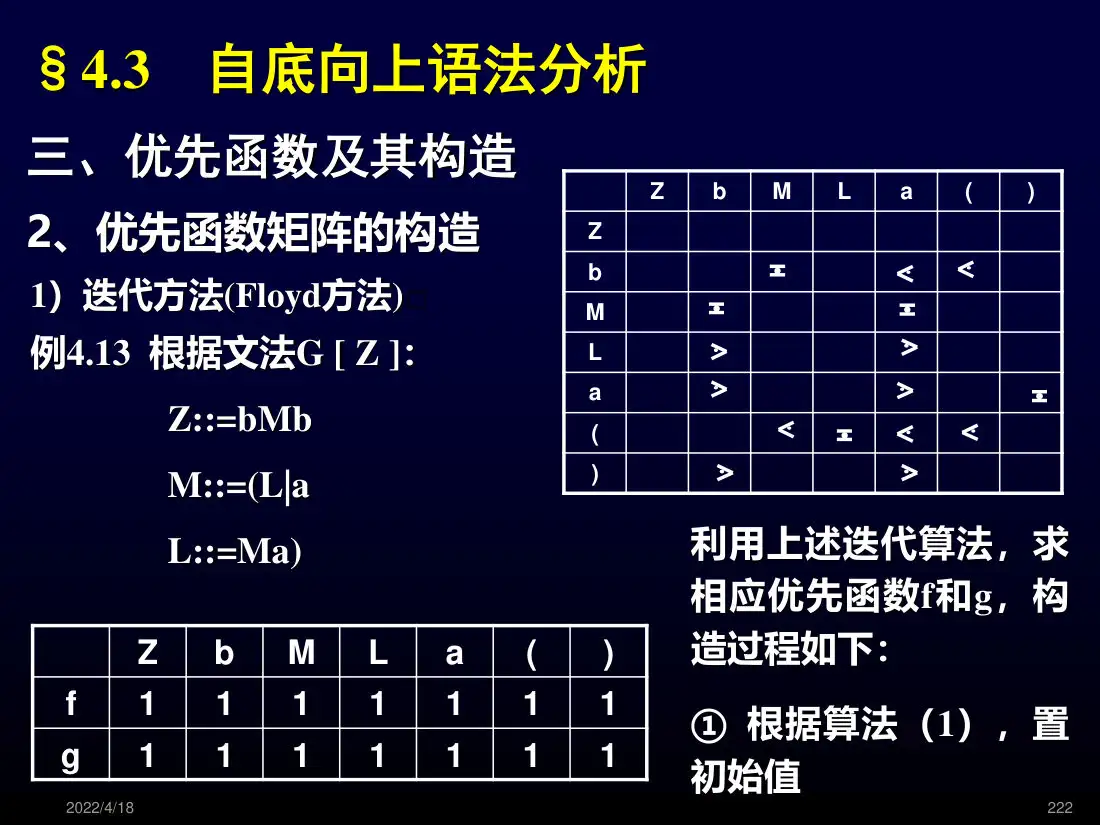 §4.3 自底向上语法分析
三、优先函数及其构造
2、优先函数矩阵的构造
1）迭代方法(Floyd方法)
例4.13 根据文法G [ Z ]：
Z::=bMb
M::=(L|a
L::=Ma)
Z b M L a ( )
Z
b ≖ ⋖ ⋖
M ≖ ≖
L ⋗ ⋗
a ⋗ ⋗ ≖
( ⋖ ≖ ⋖ ⋖
) ⋗ ⋗
利用上述迭代算法，求
相应优先函数f和g，构
造过程如下：
① 根据算法（1），置
初始值
Z b M L a ( )
f 1 1 1 1 1 1 1
g 1 1 1 1 1 1 1
2022/4/18
222